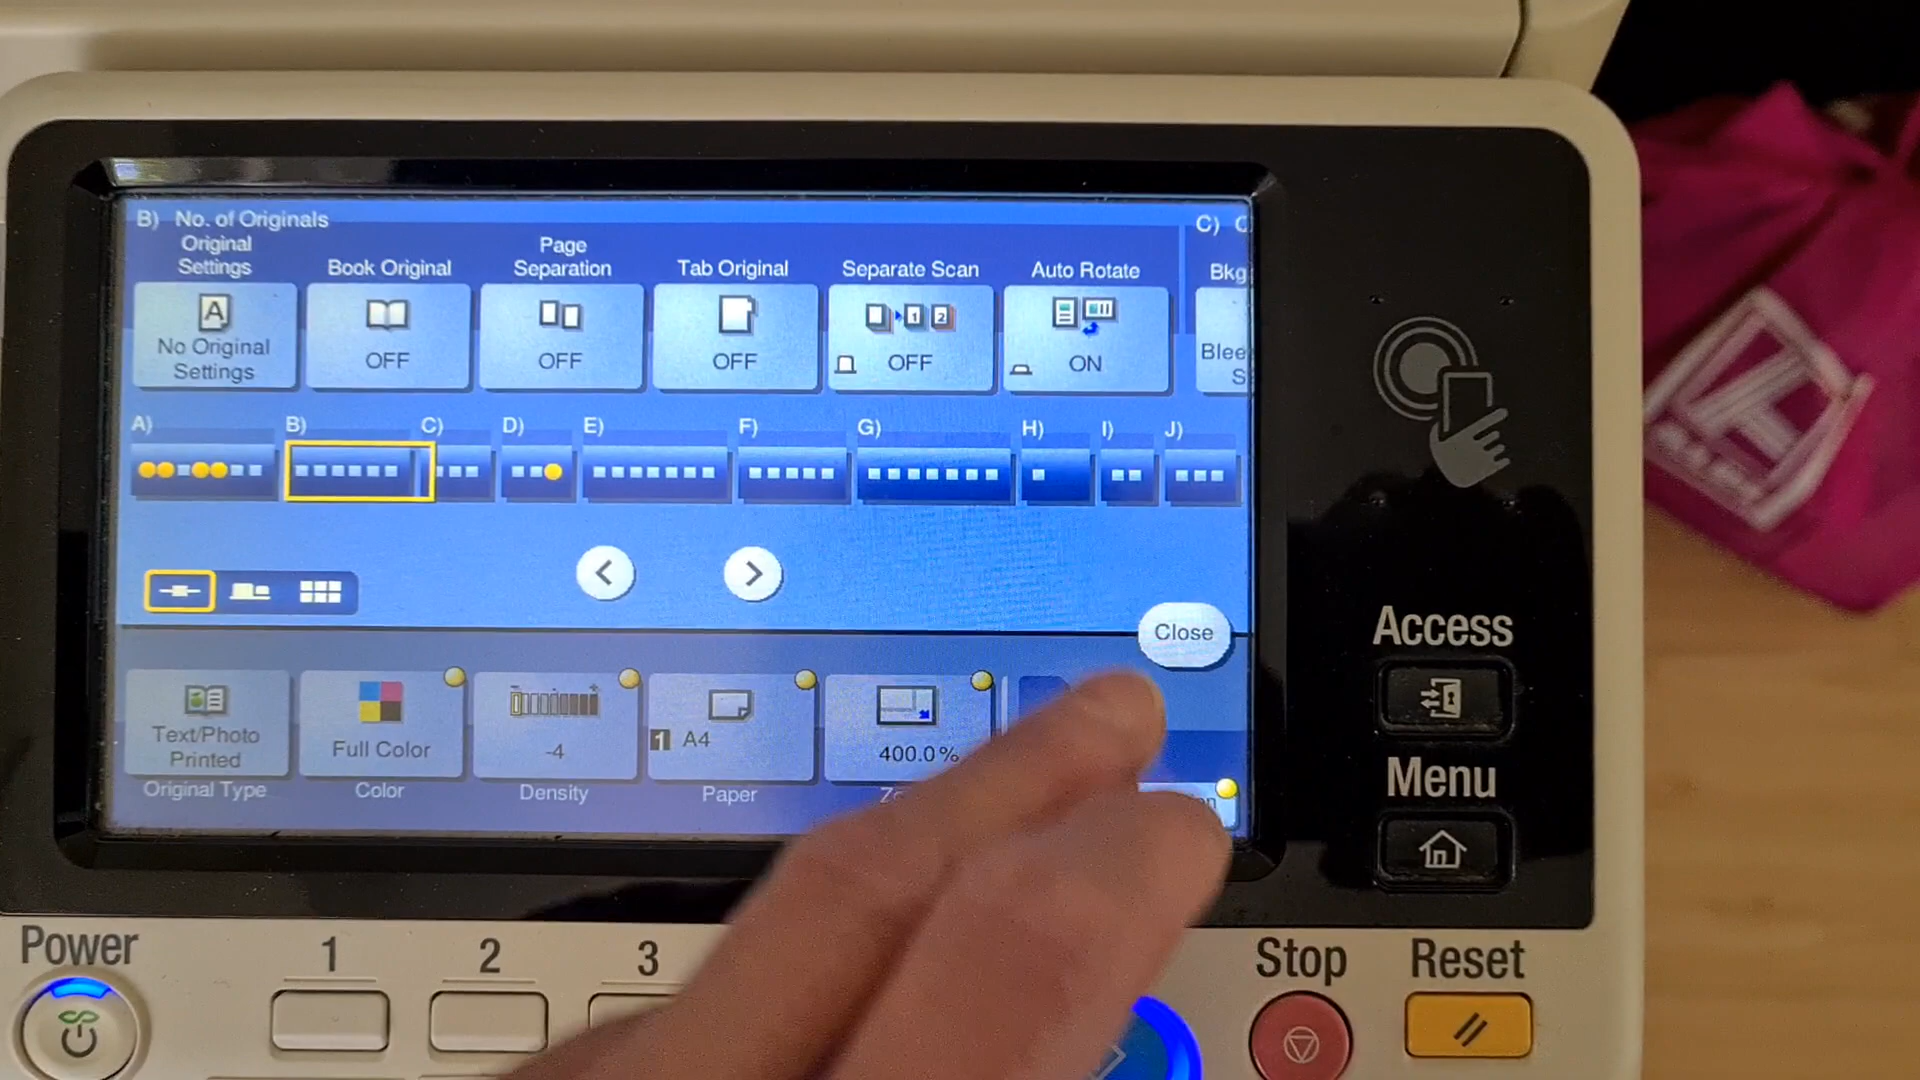 B) No. of Originals
C)
Original Settings
Book Original
Page Separation
Tab Original
Separate Scan
Auto Rotate
A
No Original Settings
OFF
OFF
OFF
1 2
OFF
ON
A)
B)
C)
D)
E)
F)
G)
H)
I)
J)
< >
Close
Text/Photo Printed
Full Color
-4
1 A4
400.0%
Original Type
Color
Density
Paper
Access
Menu
Power
1
2
3
Stop
Reset